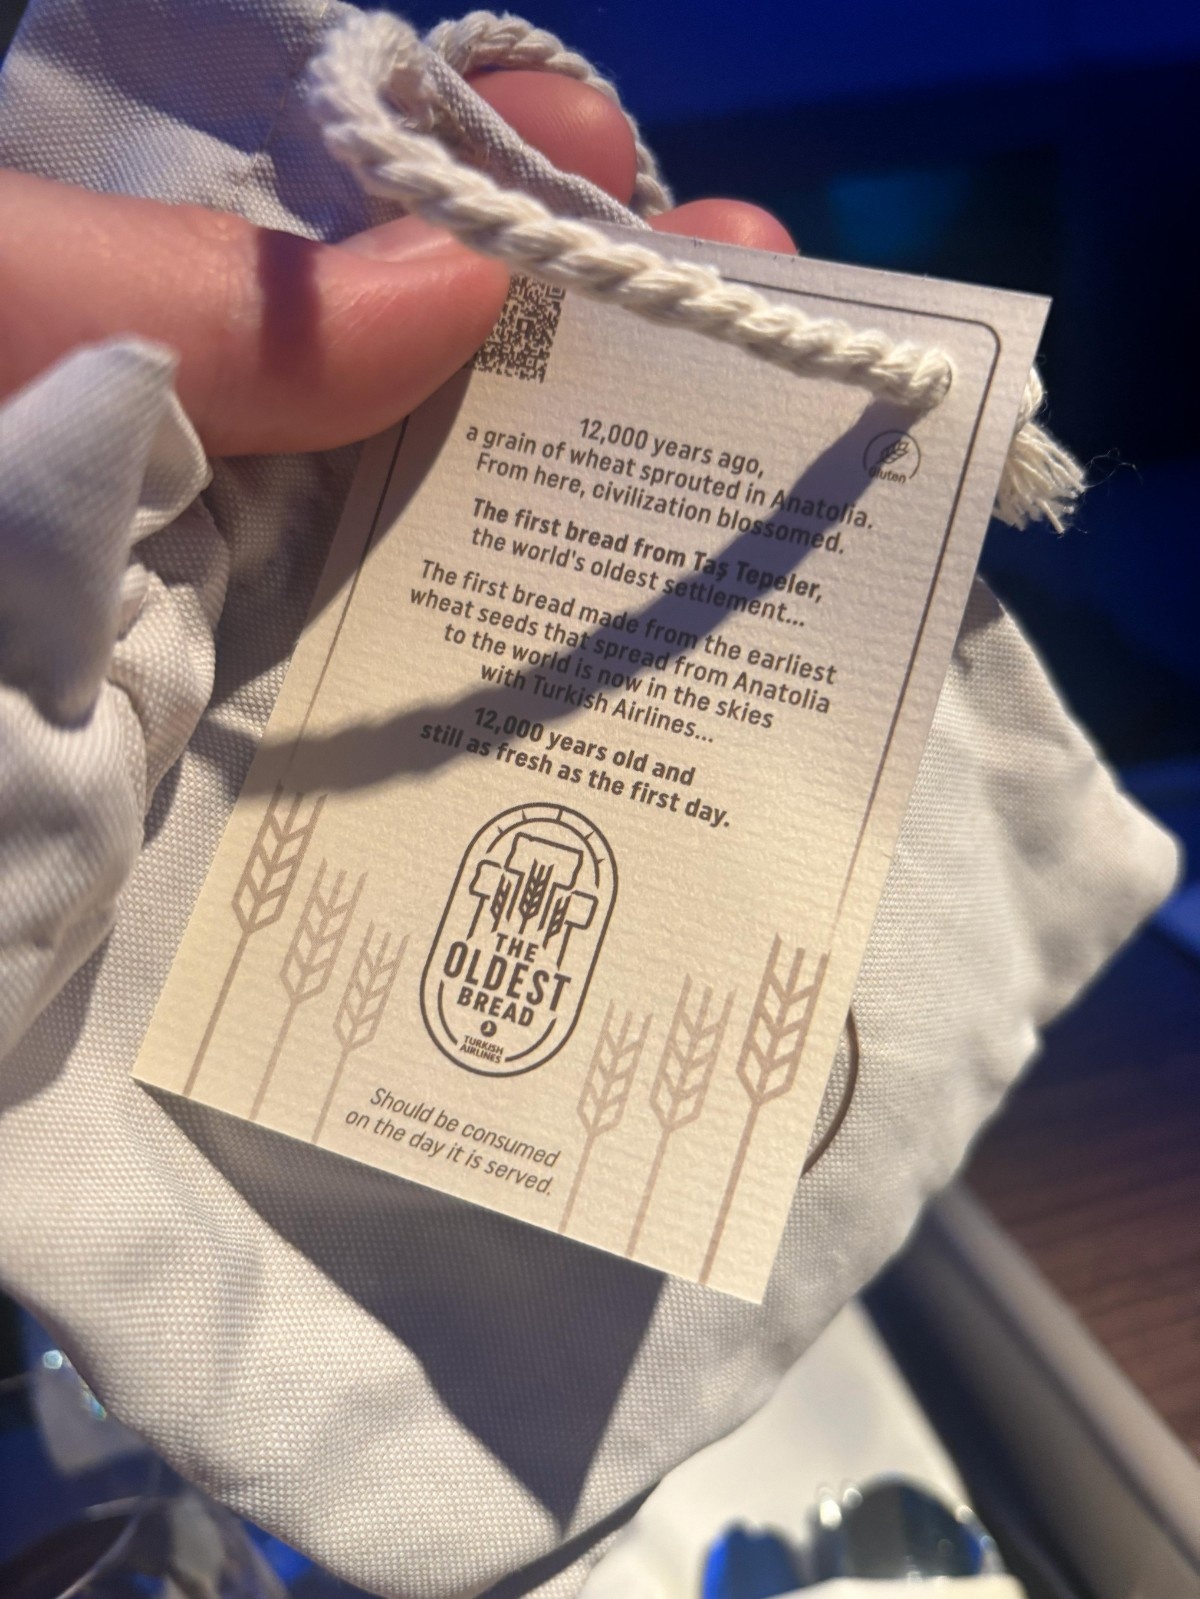 12,000 years ago,
a grain of wheat sprouted in Anatolia.
From here, civilization blossomed.
The first bread from Taş Tepeler,
the world's oldest settlement...
The first bread made from the earliest
wheat seeds that spread from Anatolia
to the world is now in the skies
with Turkish Airlines...
12,000 years old and
still as fresh as the first day.
Gluten
THE
OLDEST
BREAD
TURKISH
AIRLINES
Should be consumed
on the day it is served.